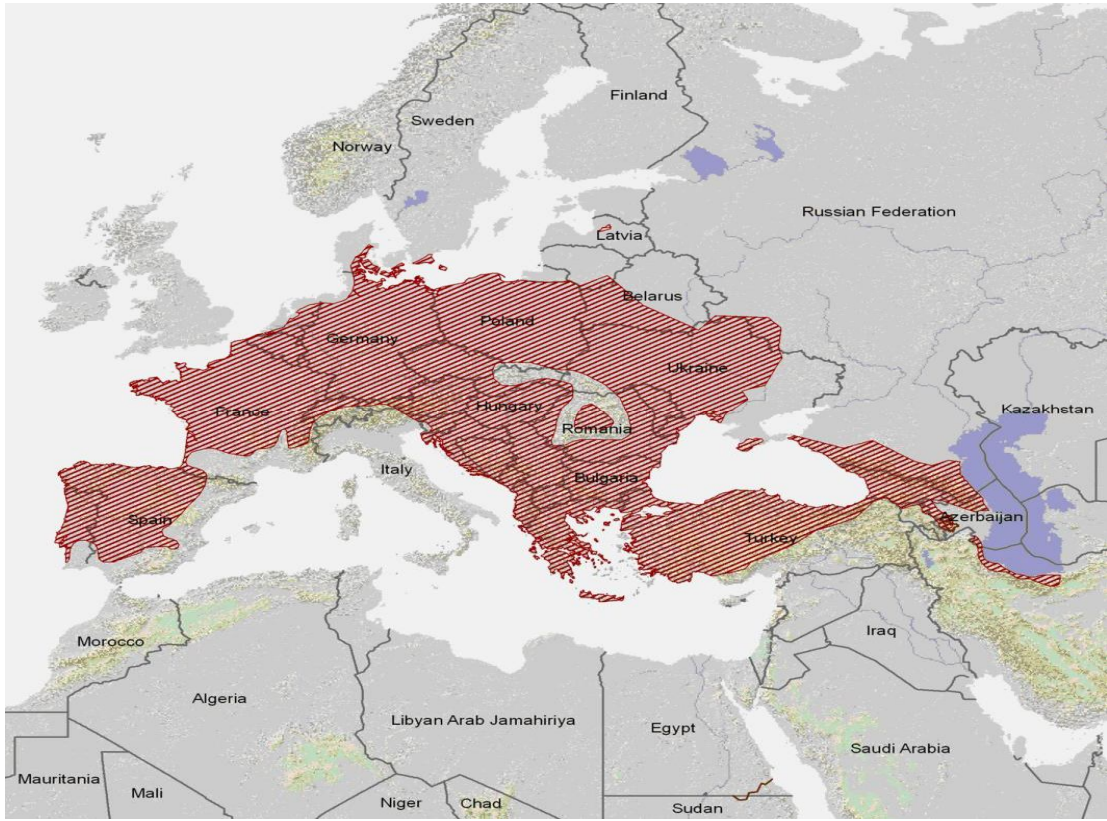 Finland
Sweden
Norway
Russian Federation
Latvia
Belarus
Poland
Germany
Ukraine
Hungary
France
Kazakhstan
Romania
Italy
Bulgaria
Spain
Azerbaijan
Turkey
Iraq
Morocco
Algeria
Libyan Arab Jamahiriya
Egypt
Saudi Arabia
Mauritania
Mali
Niger
Chad
Sudan